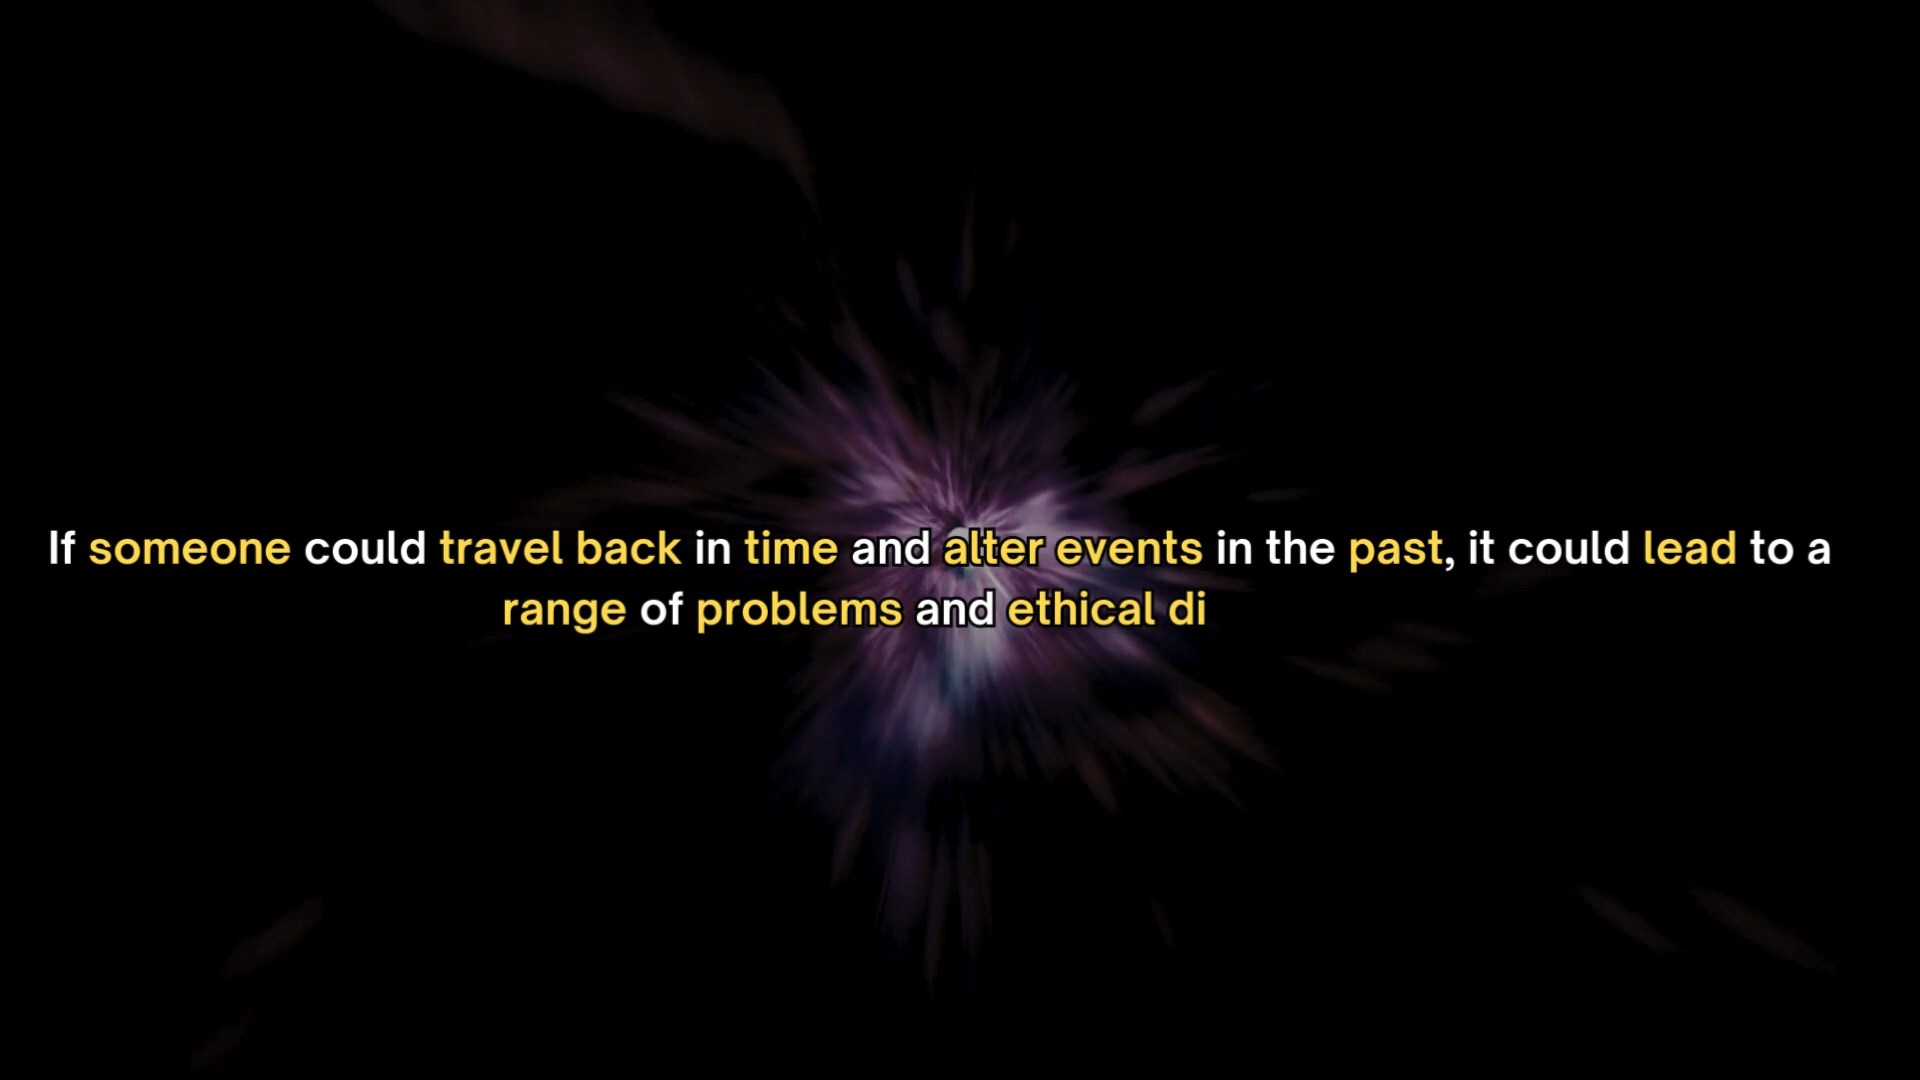 If someone could travel back in time and alter events in the past, it could lead to a
range of problems and ethical di